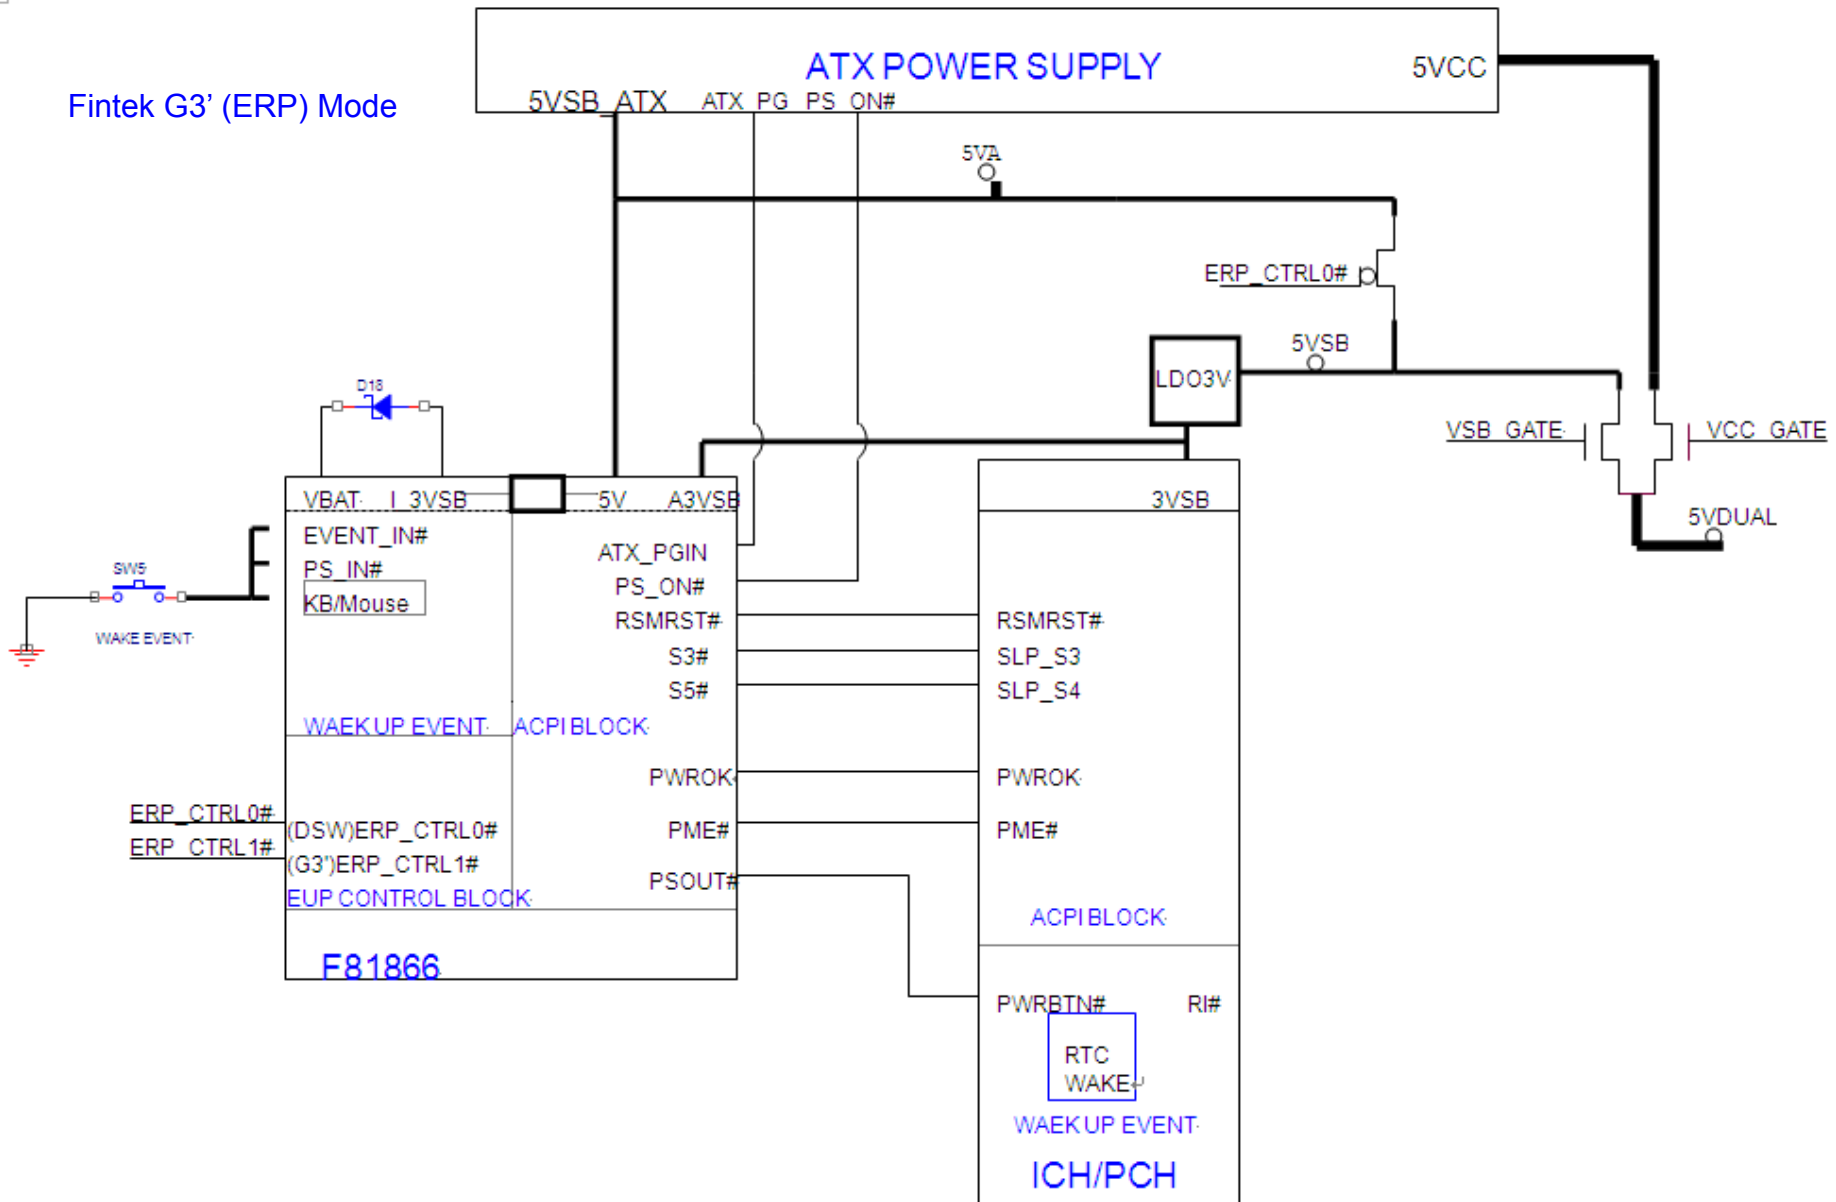 ATX POWER SUPPLY
5VCC
5VSB_ATX ATX_PG PS_ON#
Fintek G3’ (ERP) Mode
5VA
ERP_CTRL0#
5VSB
LDO3V
D18
VSB_GATE
VCC_GATE
5VDUAL
VBAT I_3VSB 5V A3VSB
EVENT_IN#
PS_IN#
KB/Mouse
SW5
WAKE EVENT
ATX_PGIN
PS_ON#
RSMRST#
S3#
S5#
WAEK UP EVENT
ACPI BLOCK
PWROK
PME#
PSOUT#
ERP_CTRL0#
ERP_CTRL1#
(DSW)ERP_CTRL0#
(G3')ERP_CTRL1#
EUP CONTROL BLOCK
F81866
3VSB
RSMRST#
SLP_S3
SLP_S4
PWROK
PME#
ACPI BLOCK
PWRBTN# RI#
RTC
WAKE
WAEK UP EVENT
ICH/PCH